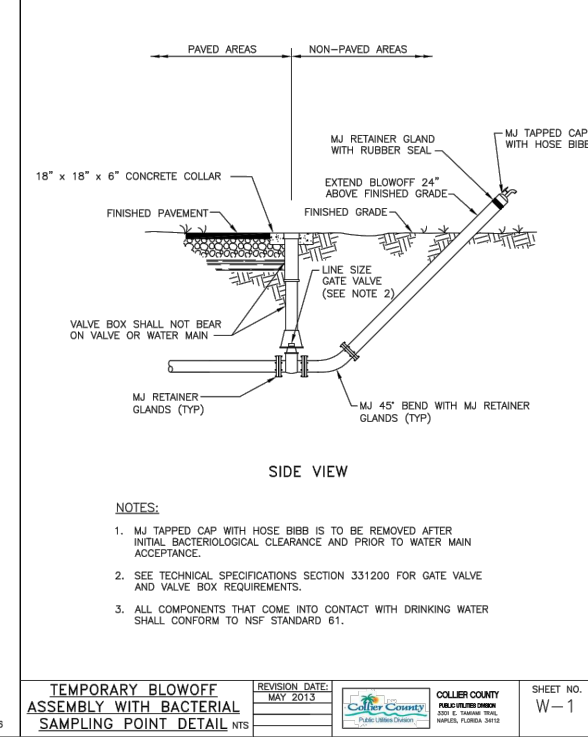 PAVED AREAS
NON-PAVED AREAS
MJ RETAINER GLAND
WITH RUBBER SEAL
MJ TAPPED CAP
WITH HOSE BIBB
18" x 18" x 6" CONCRETE COLLAR
EXTEND BLOWOFF 24"
ABOVE FINISHED GRADE
FINISHED PAVEMENT
FINISHED GRADE
LINE SIZE
GATE VALVE
(SEE NOTE 2)
VALVE BOX SHALL NOT BEAR
ON VALVE OR WATER MAIN
MJ RETAINER
GLANDS (TYP)
MJ 45° BEND WITH MJ RETAINER
GLANDS (TYP)
SIDE VIEW
NOTES:
1. MJ TAPPED CAP WITH HOSE BIBB IS TO BE REMOVED AFTER
INITIAL BACTERIOLOGICAL CLEARANCE AND PRIOR TO WATER MAIN
ACCEPTANCE.
2. SEE TECHNICAL SPECIFICATIONS SECTION 331200 FOR GATE VALVE
AND VALVE BOX REQUIREMENTS.
3. ALL COMPONENTS THAT COME INTO CONTACT WITH DRINKING WATER
SHALL CONFORM TO NSF STANDARD 61.
TEMPORARY BLOWOFF
ASSEMBLY WITH BACTERIAL
SAMPLING POINT DETAIL NTS
REVISION DATE:
MAY 2013
Collier County
Public Utilities Division
COLLIER COUNTY
PUBLIC UTILITIES DIVISION
3301 E. TAMIAMI TRAIL
NAPLES, FLORIDA 34112
SHEET NO.
W-1
6